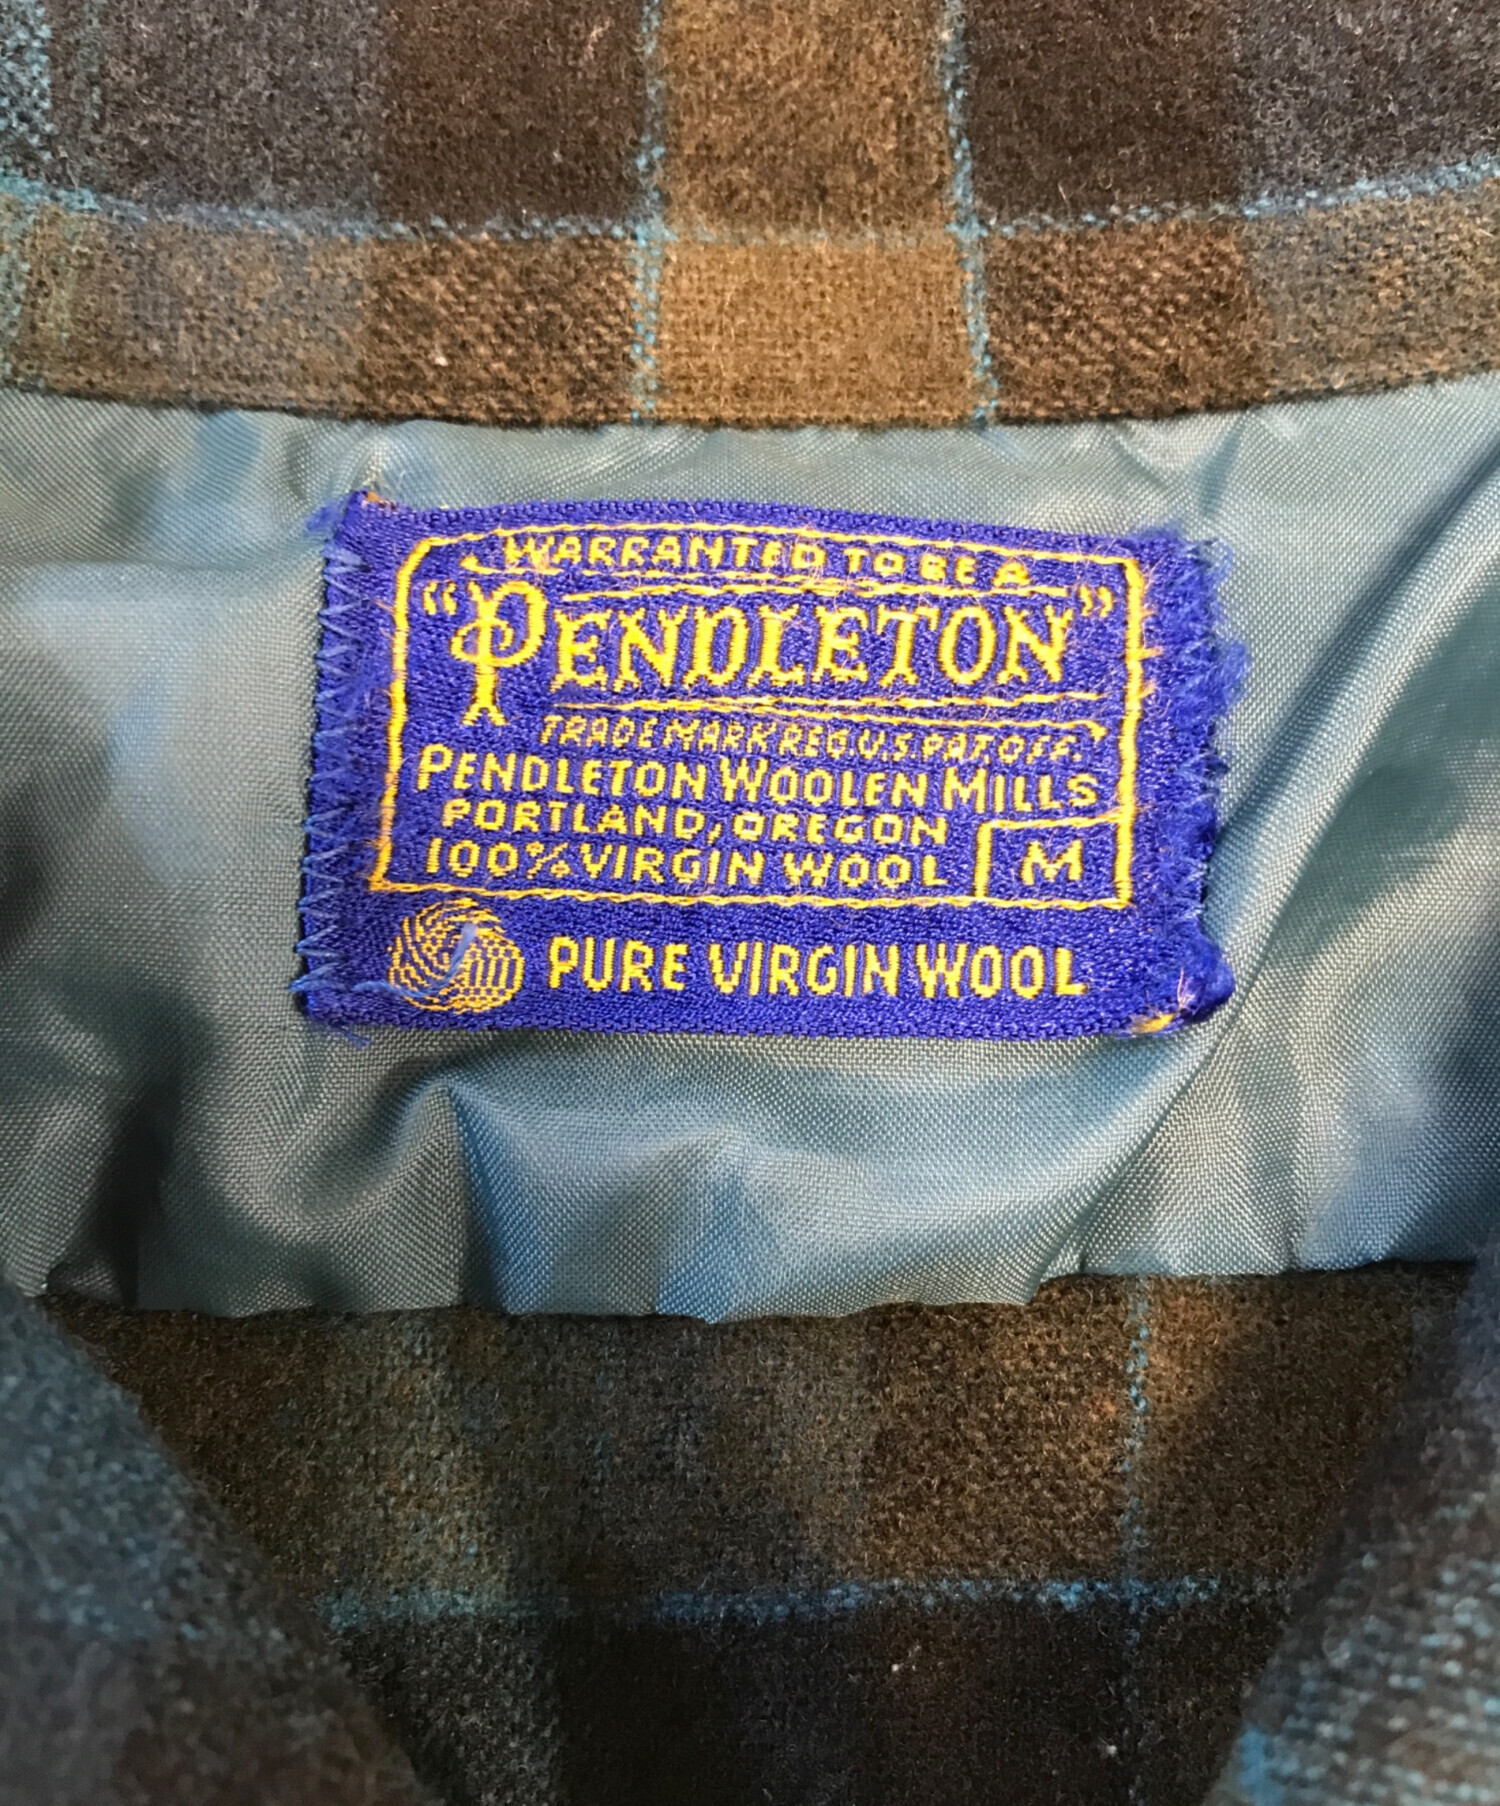 WARRANTED TO BE A
"PENDLETON"
TRADE MARK REG. U.S. PAT. OFF.
PENDLETON WOOLEN MILLS
PORTLAND, OREGON
100% VIRGIN WOOL
M
PURE VIRGIN WOOL